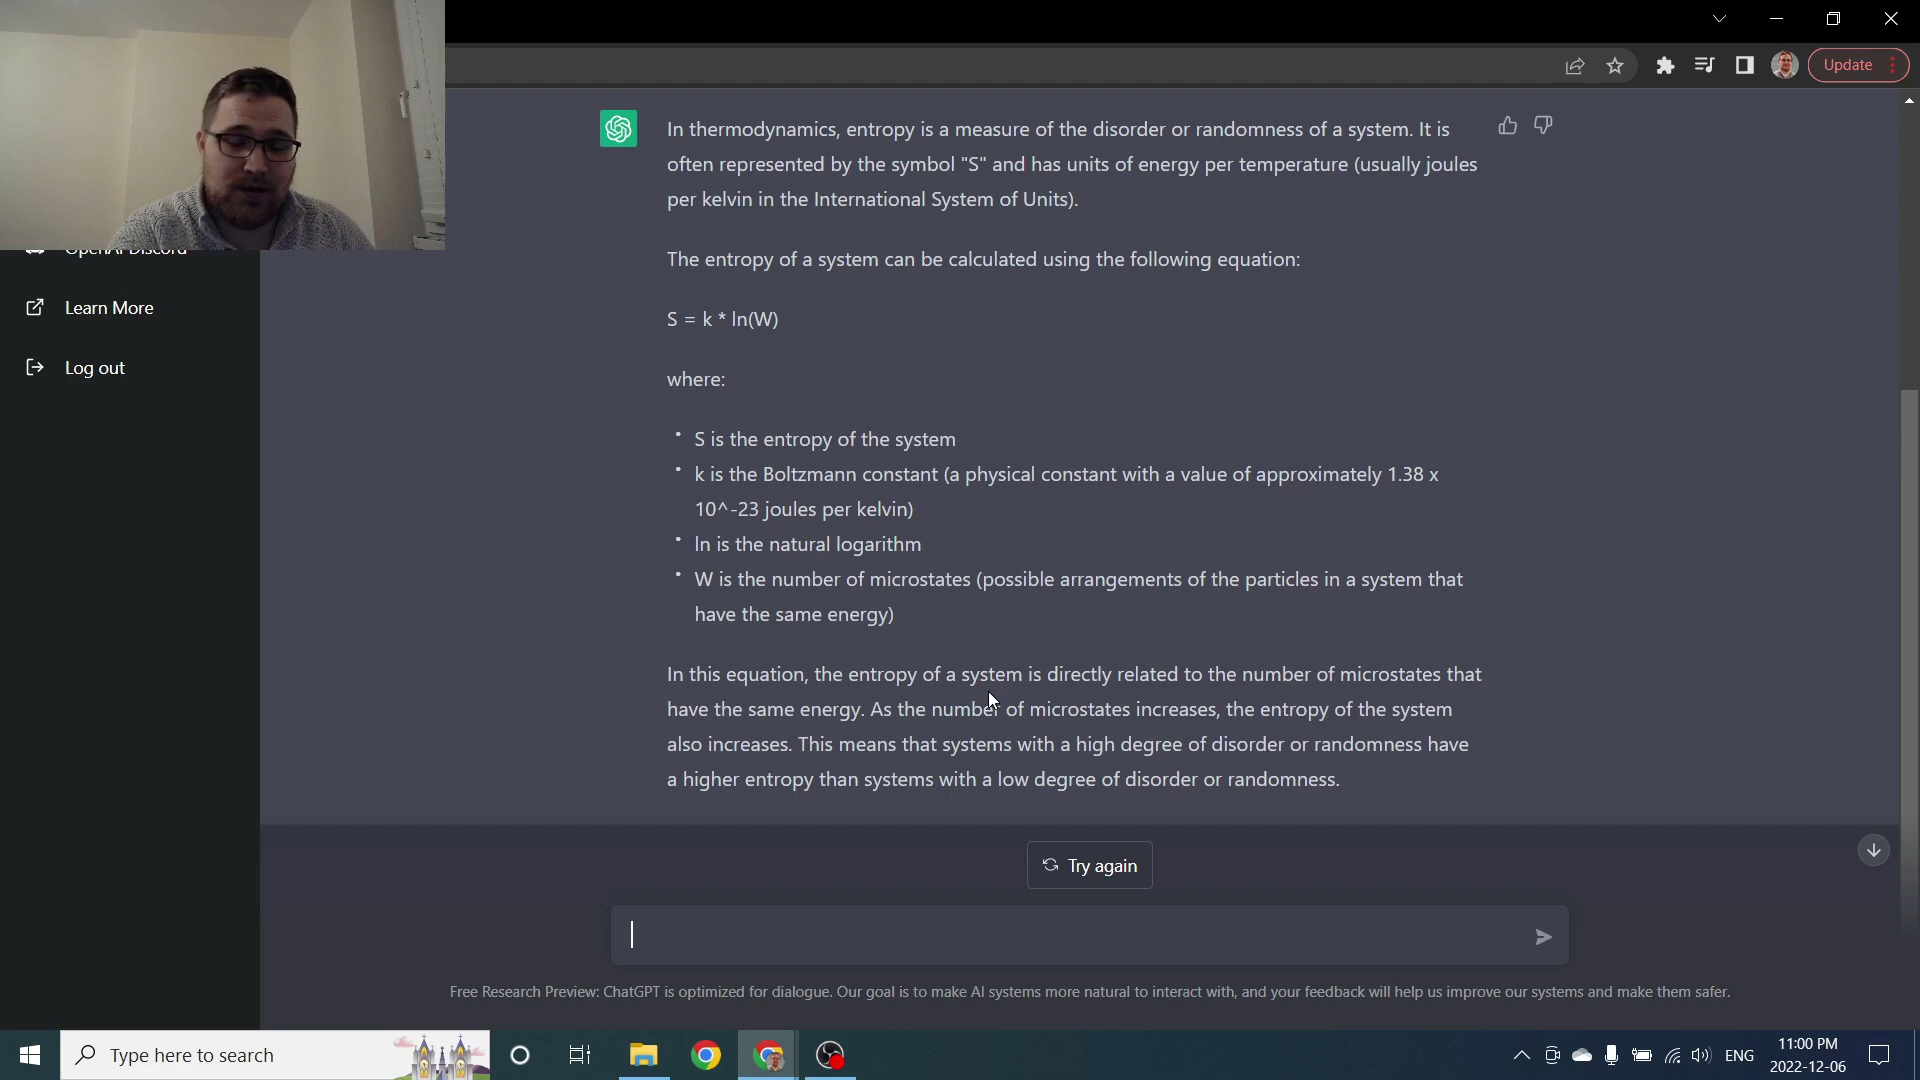 Update
In thermodynamics, entropy is a measure of the disorder or randomness of a system. It is
often represented by the symbol "S" and has units of energy per temperature (usually joules
per kelvin in the International System of Units).
The entropy of a system can be calculated using the following equation:
S = k * ln(W)
where:
• S is the entropy of the system
• k is the Boltzmann constant (a physical constant with a value of approximately 1.38 x
10^-23 joules per kelvin)
• ln is the natural logarithm
• W is the number of microstates (possible arrangements of the particles in a system that
have the same energy)
In this equation, the entropy of a system is directly related to the number of microstates that
have the same energy. As the number of microstates increases, the entropy of the system
also increases. This means that systems with a high degree of disorder or randomness have
a higher entropy than systems with a low degree of disorder or randomness.
OpenAI Discord
Learn More
Log out
Try again
Free Research Preview: ChatGPT is optimized for dialogue. Our goal is to make AI systems more natural to interact with, and your feedback will help us improve our systems and make them safer.
Type here to search
ENG
11:00 PM
2022-12-06